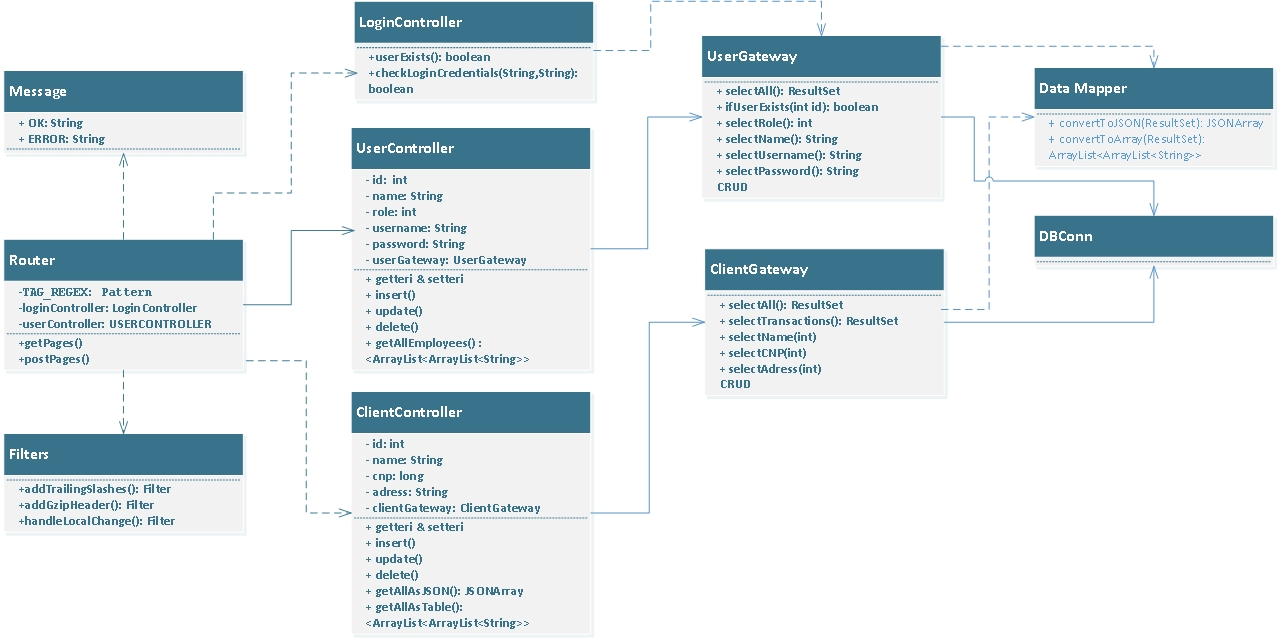 LoginController
+userExists(): boolean
+checkLoginCredentials(String,String):
boolean
Message
+ OK: String
+ ERROR: String
UserController
- id: int
- name: String
- role: int
- username: String
- password: String
- userGateway: UserGateway
+ getteri & setteri
+ insert()
+ update()
+ delete()
+ getAllEmployees() :
<ArrayList<ArrayList<String>>
Router
-TAG_REGEX: Pattern
-loginController: LoginController
-userController: USERCONTROLLER
+getPages()
+postPages()
Filters
+addTrailingSlashes(): Filter
+addGzipHeader(): Filter
+handleLocalChange(): Filter
ClientController
- id: int
- name: String
- cnp: long
- adress: String
- clientGateway: ClientGateway
+ getteri & setteri
+ insert()
+ update()
+ delete()
+ getAllAsJSON(): JSONArray
+ getAllAsTable():
<ArrayList<ArrayList<String>>
UserGateway
+ selectAll(): ResultSet
+ ifUserExists(int id): boolean
+ selectRole(): int
+ selectName(): String
+ selectUsername(): String
+ selectPassword(): String
CRUD
ClientGateway
+ selectAll(): ResultSet
+ selectTransactions(): ResultSet
+ selectName(int)
+ selectCNP(int)
+ selectAdress(int)
CRUD
Data Mapper
+ convertToJSON(ResultSet): JSONArray
+ convertToArray(ResultSet):
ArrayList<ArrayList<String>>
DBConn